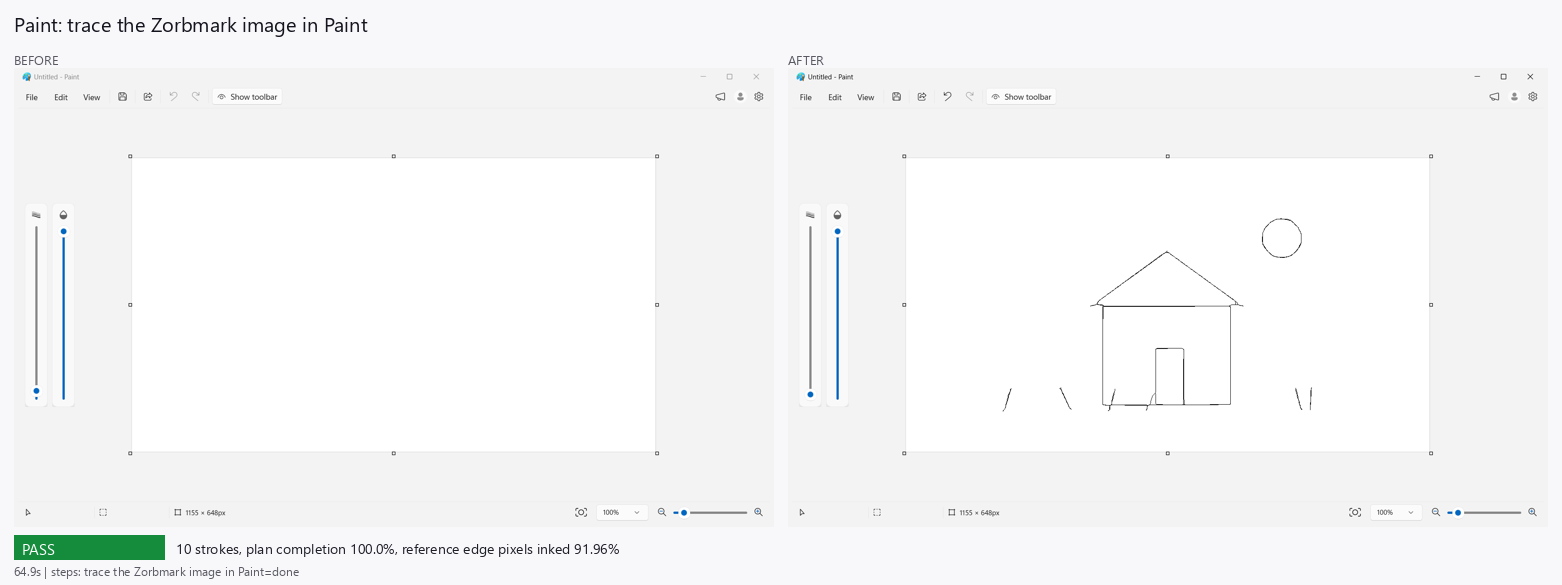 Paint: trace the Zorbmark image in Paint
BEFORE
Untitled - Paint
File Edit View Show toolbar
1155 × 648px 100%
AFTER
Untitled - Paint
File Edit View Show toolbar
1155 × 648px 100%
PASS 10 strokes, plan completion 100.0%, reference edge pixels inked 91.96%
64.9s | steps: trace the Zorbmark image in Paint=done